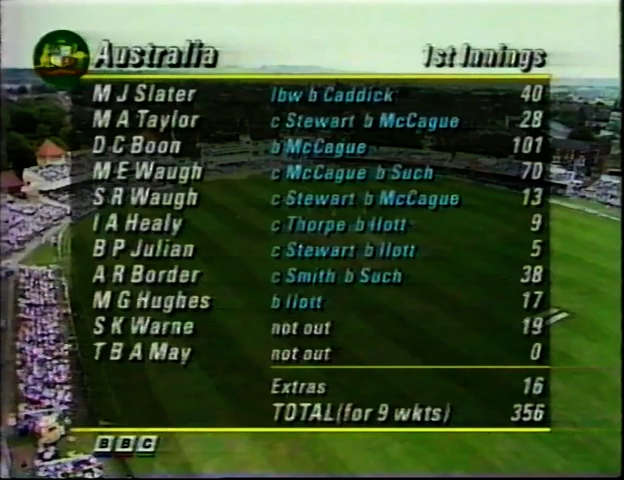 Australia 1st Innings
M J Slater lbw b Caddick 40
M A Taylor c Stewart b McCague 28
D C Boon b McCague 101
M E Waugh c McCague b Such 70
S R Waugh c Stewart b McCague 13
I A Healy c Thorpe b Ilott 9
B P Julian c Stewart b Ilott 5
A R Border c Smith b Such 38
M G Hughes b Ilott 17
S K Warne not out 19
T B A May not out 0
Extras 16
TOTAL(for 9 wkts) 356
BBC